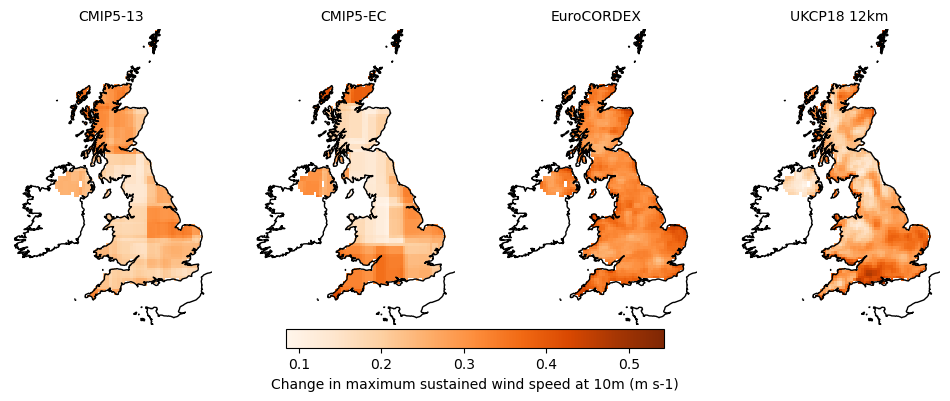 CMIP5-13 CMIP5-EC EuroCORDEX UKCP18 12km
0.1 0.2 0.3 0.4 0.5
Change in maximum sustained wind speed at 10m (m s-1)